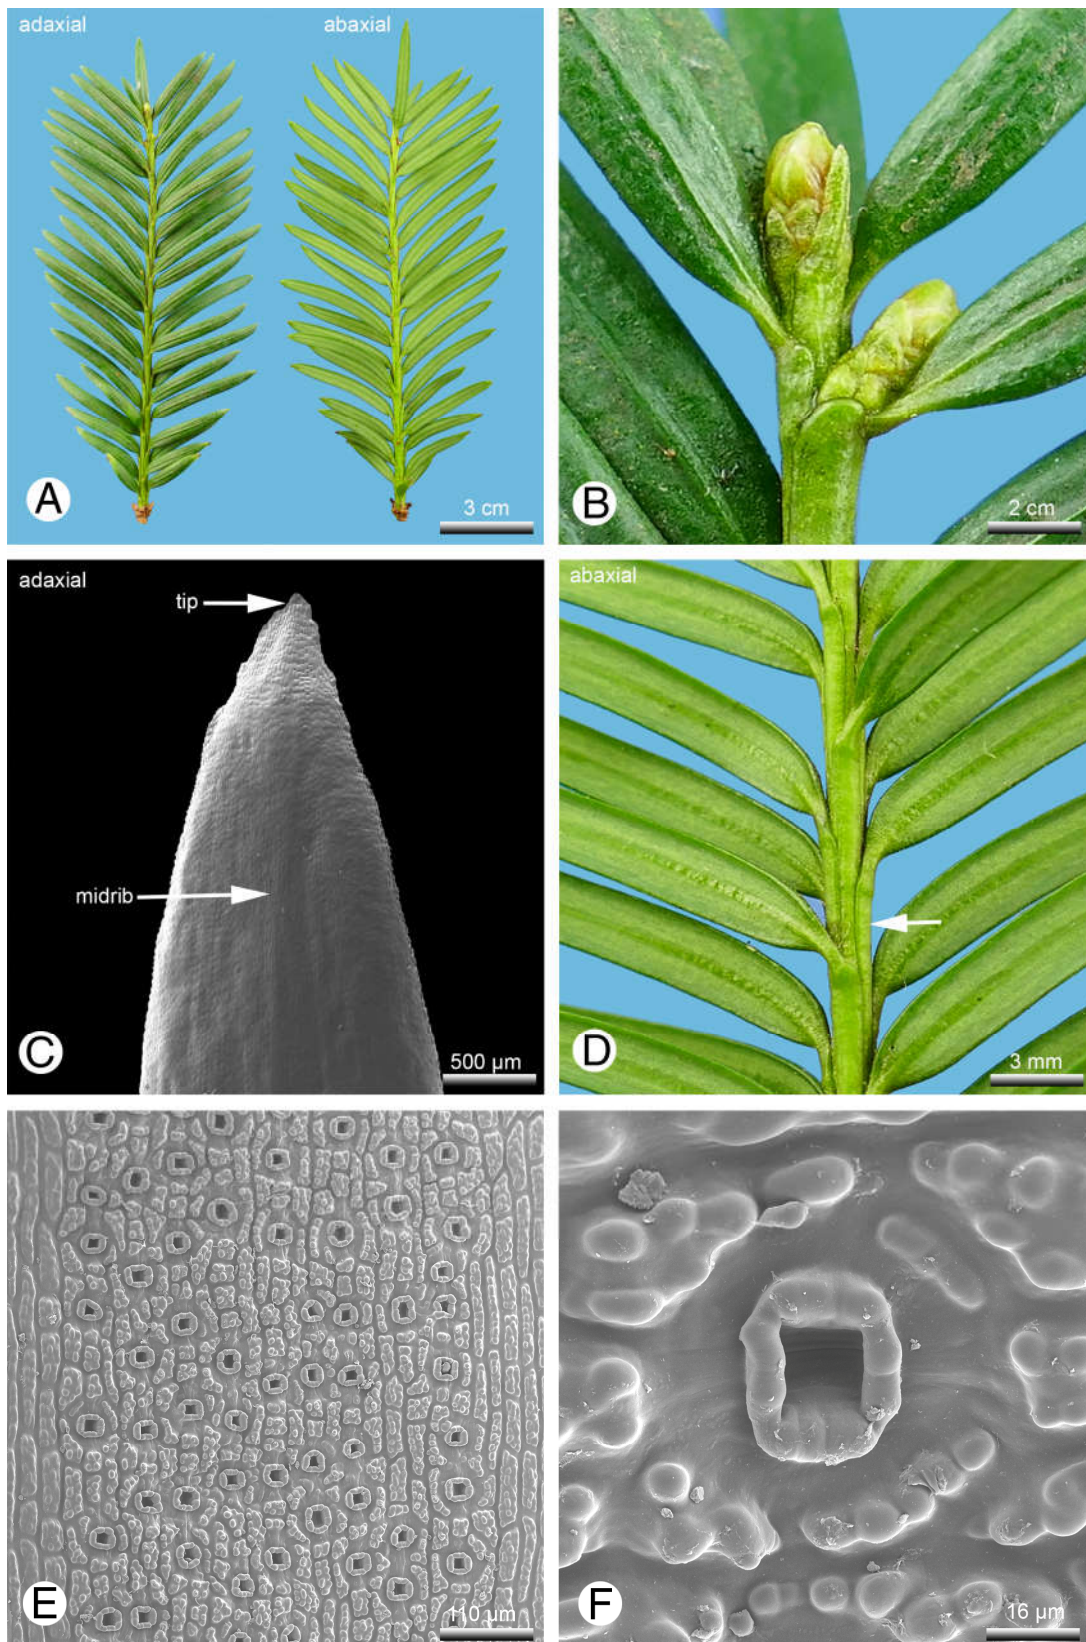 adaxial
abaxial
A
3 cm
B
2 cm
adaxial
tip
midrib
C
500 µm
abaxial
D
3 mm
E
110 µm
F
16 µm